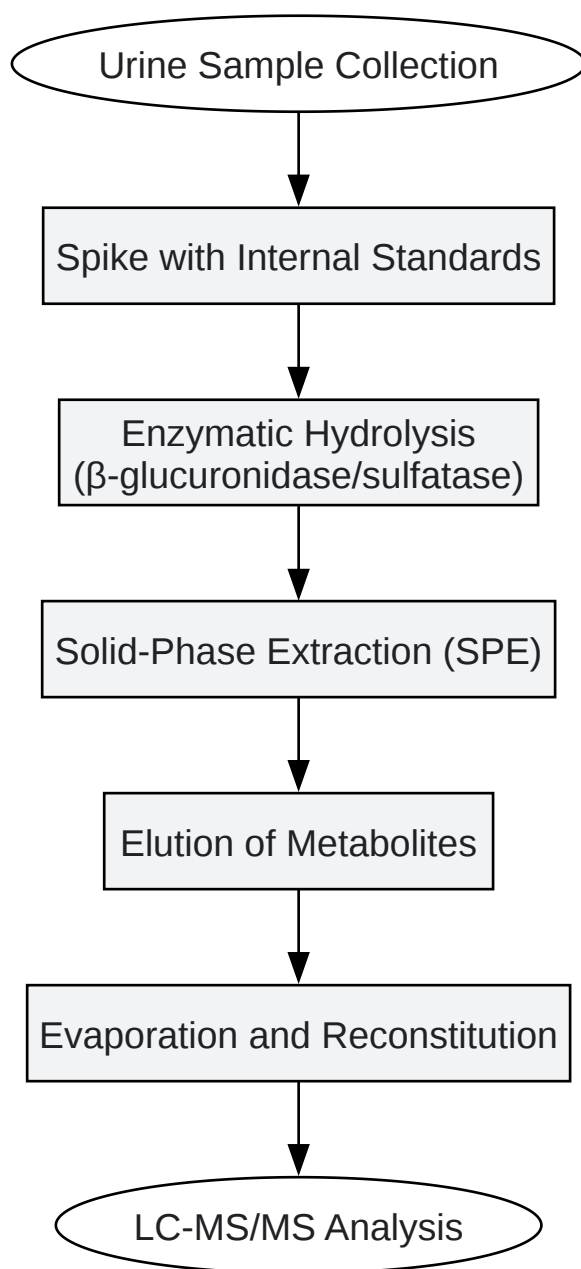 Urine Sample Collection
Spike with Internal Standards
Enzymatic Hydrolysis
(β-glucuronidase/sulfatase)
Solid-Phase Extraction (SPE)
Elution of Metabolites
Evaporation and Reconstitution
LC-MS/MS Analysis